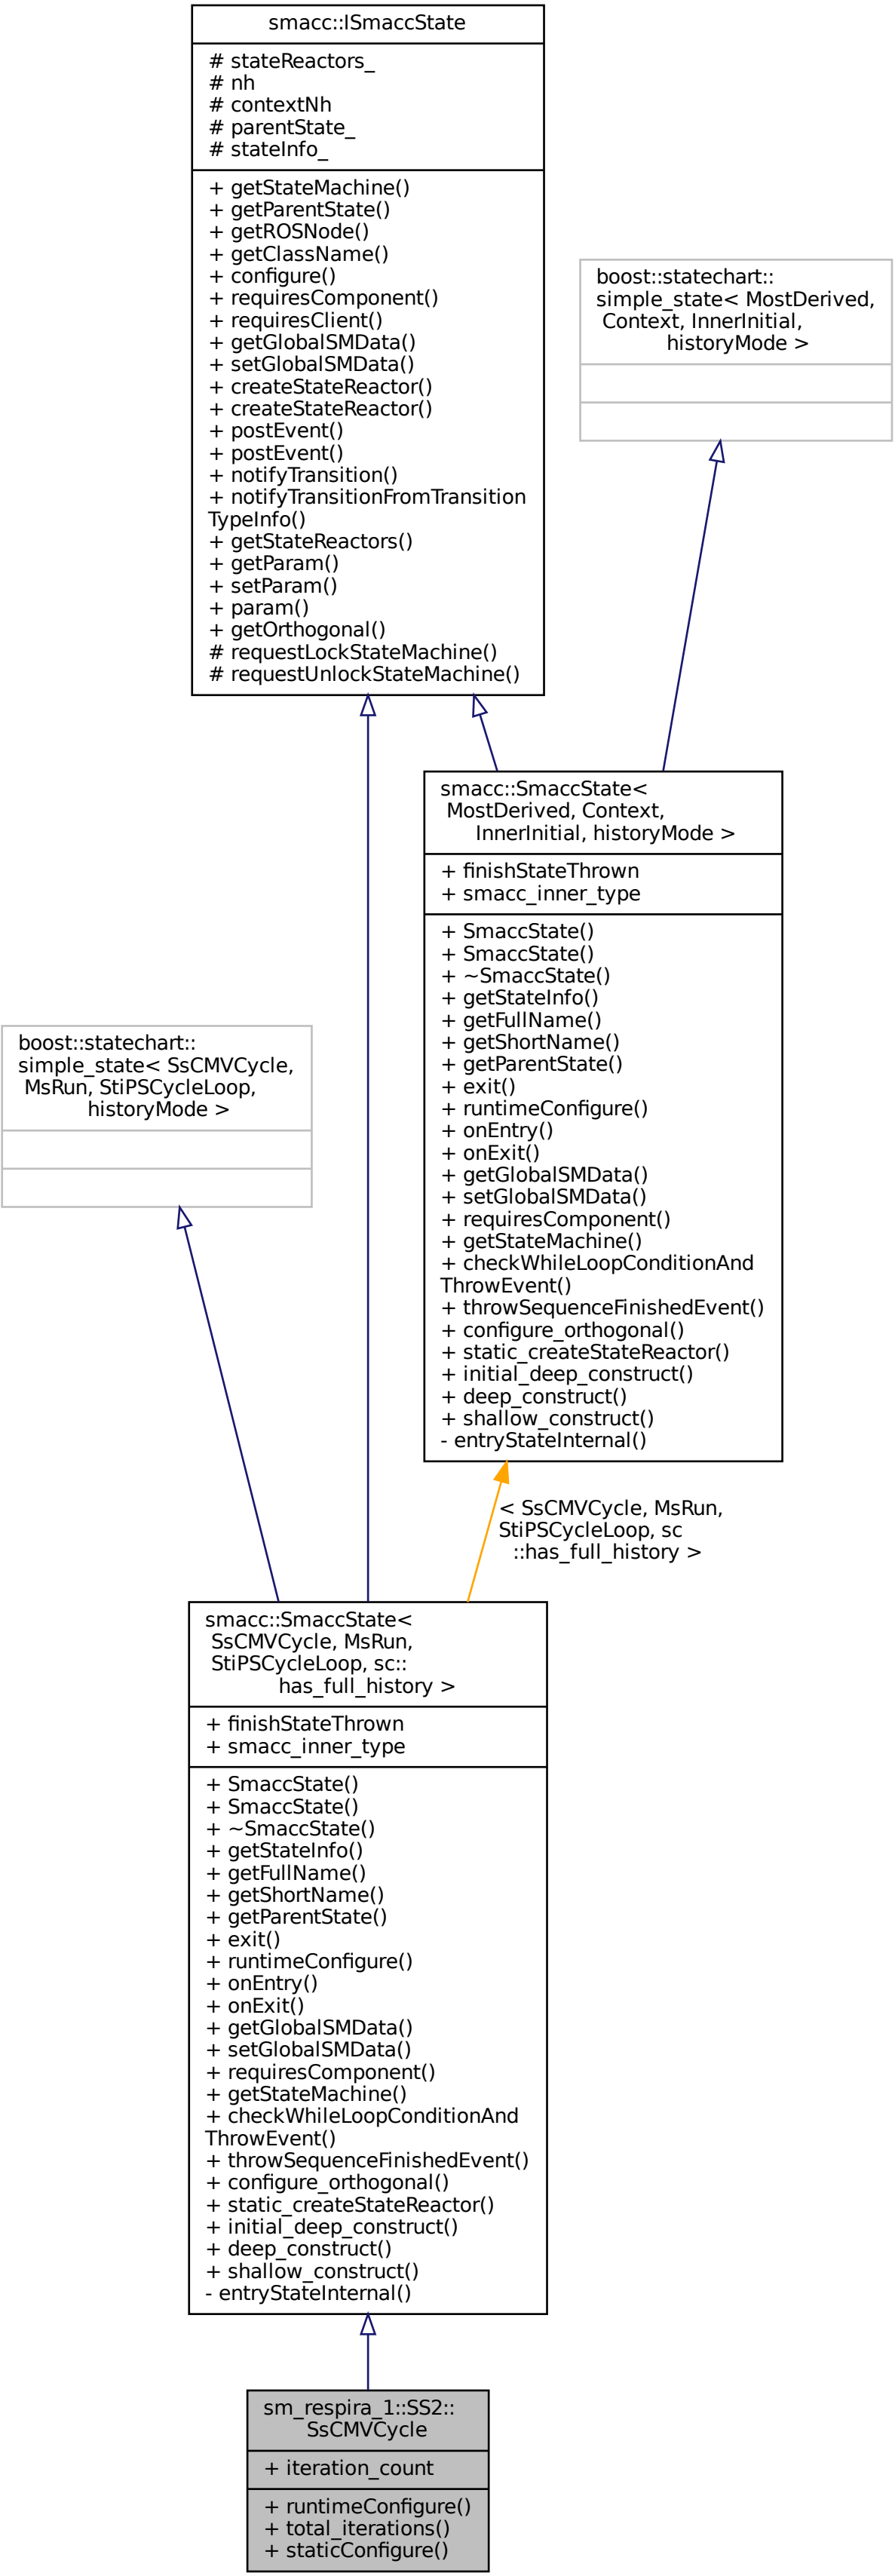 smacc::ISmaccState
# stateReactors_
# nh
# contextNh
# parentState_
# stateInfo_
+ getStateMachine()
+ getParentState()
+ getROSNode()
+ getClassName()
+ configure()
+ requiresComponent()
+ requiresClient()
+ getGlobalSMData()
+ setGlobalSMData()
+ createStateReactor()
+ createStateReactor()
+ postEvent()
+ postEvent()
+ notifyTransition()
+ notifyTransitionFromTransition
TypeInfo()
+ getStateReactors()
+ getParam()
+ setParam()
+ param()
+ getOrthogonal()
# requestLockStateMachine()
# requestUnlockStateMachine()
boost::statechart::
simple_state< MostDerived,
Context, InnerInitial,
historyMode >
smacc::SmaccState<
MostDerived, Context,
InnerInitial, historyMode >
+ finishStateThrown
+ smacc_inner_type
+ SmaccState()
+ SmaccState()
+ ~SmaccState()
+ getStateInfo()
+ getFullName()
+ getShortName()
+ getParentState()
+ exit()
+ runtimeConfigure()
+ onEntry()
+ onExit()
+ getGlobalSMData()
+ setGlobalSMData()
+ requiresComponent()
+ getStateMachine()
+ checkWhileLoopConditionAnd
ThrowEvent()
+ throwSequenceFinishedEvent()
+ configure_orthogonal()
+ static_createStateReactor()
+ initial_deep_construct()
+ deep_construct()
+ shallow_construct()
- entryStateInternal()
boost::statechart::
simple_state< SsCMVCycle,
MsRun, StiPSCycleLoop,
historyMode >
< SsCMVCycle, MsRun,
StiPSCycleLoop, sc
::has_full_history >
smacc::SmaccState<
SsCMVCycle, MsRun,
StiPSCycleLoop, sc::
has_full_history >
+ finishStateThrown
+ smacc_inner_type
+ SmaccState()
+ SmaccState()
+ ~SmaccState()
+ getStateInfo()
+ getFullName()
+ getShortName()
+ getParentState()
+ exit()
+ runtimeConfigure()
+ onEntry()
+ onExit()
+ getGlobalSMData()
+ setGlobalSMData()
+ requiresComponent()
+ getStateMachine()
+ checkWhileLoopConditionAnd
ThrowEvent()
+ throwSequenceFinishedEvent()
+ configure_orthogonal()
+ static_createStateReactor()
+ initial_deep_construct()
+ deep_construct()
+ shallow_construct()
- entryStateInternal()
sm_respira_1::SS2::
SsCMVCycle
+ iteration_count
+ runtimeConfigure()
+ total_iterations()
+ staticConfigure()